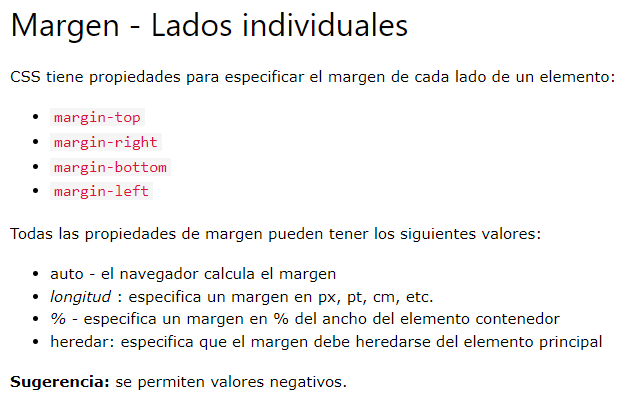 Margen - Lados individuales
CSS tiene propiedades para especificar el margen de cada lado de un elemento:
margin-top
margin-right
margin-bottom
margin-left
Todas las propiedades de margen pueden tener los siguientes valores:
auto - el navegador calcula el margen
longitud : especifica un margen en px, pt, cm, etc.
% - especifica un margen en % del ancho del elemento contenedor
heredar: especifica que el margen debe heredarse del elemento principal
Sugerencia: se permiten valores negativos.